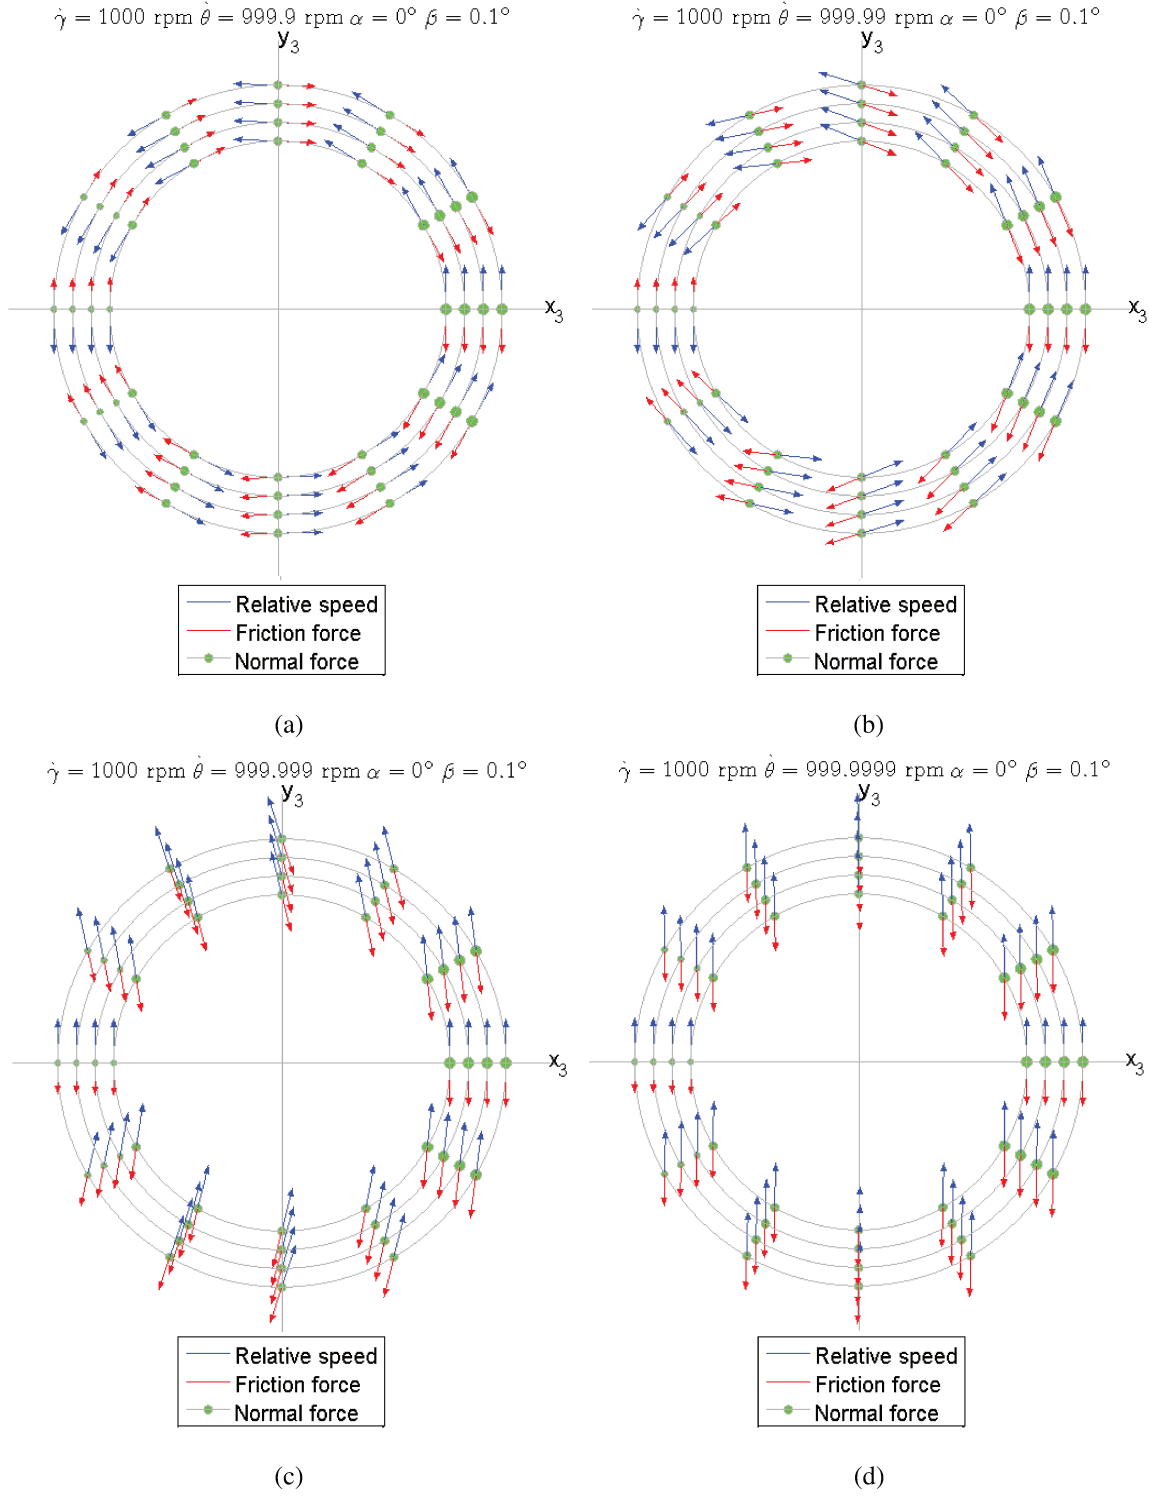 γ̇ = 1000 rpm θ̇ = 999.9 rpm α = 0° β = 0.1°
y3
x3
Relative speed
Friction force
Normal force
(a)
γ̇ = 1000 rpm θ̇ = 999.99 rpm α = 0° β = 0.1°
y3
x3
Relative speed
Friction force
Normal force
(b)
γ̇ = 1000 rpm θ̇ = 999.999 rpm α = 0° β = 0.1°
y3
x3
Relative speed
Friction force
Normal force
(c)
γ̇ = 1000 rpm θ̇ = 999.9999 rpm α = 0° β = 0.1°
y3
x3
Relative speed
Friction force
Normal force
(d)